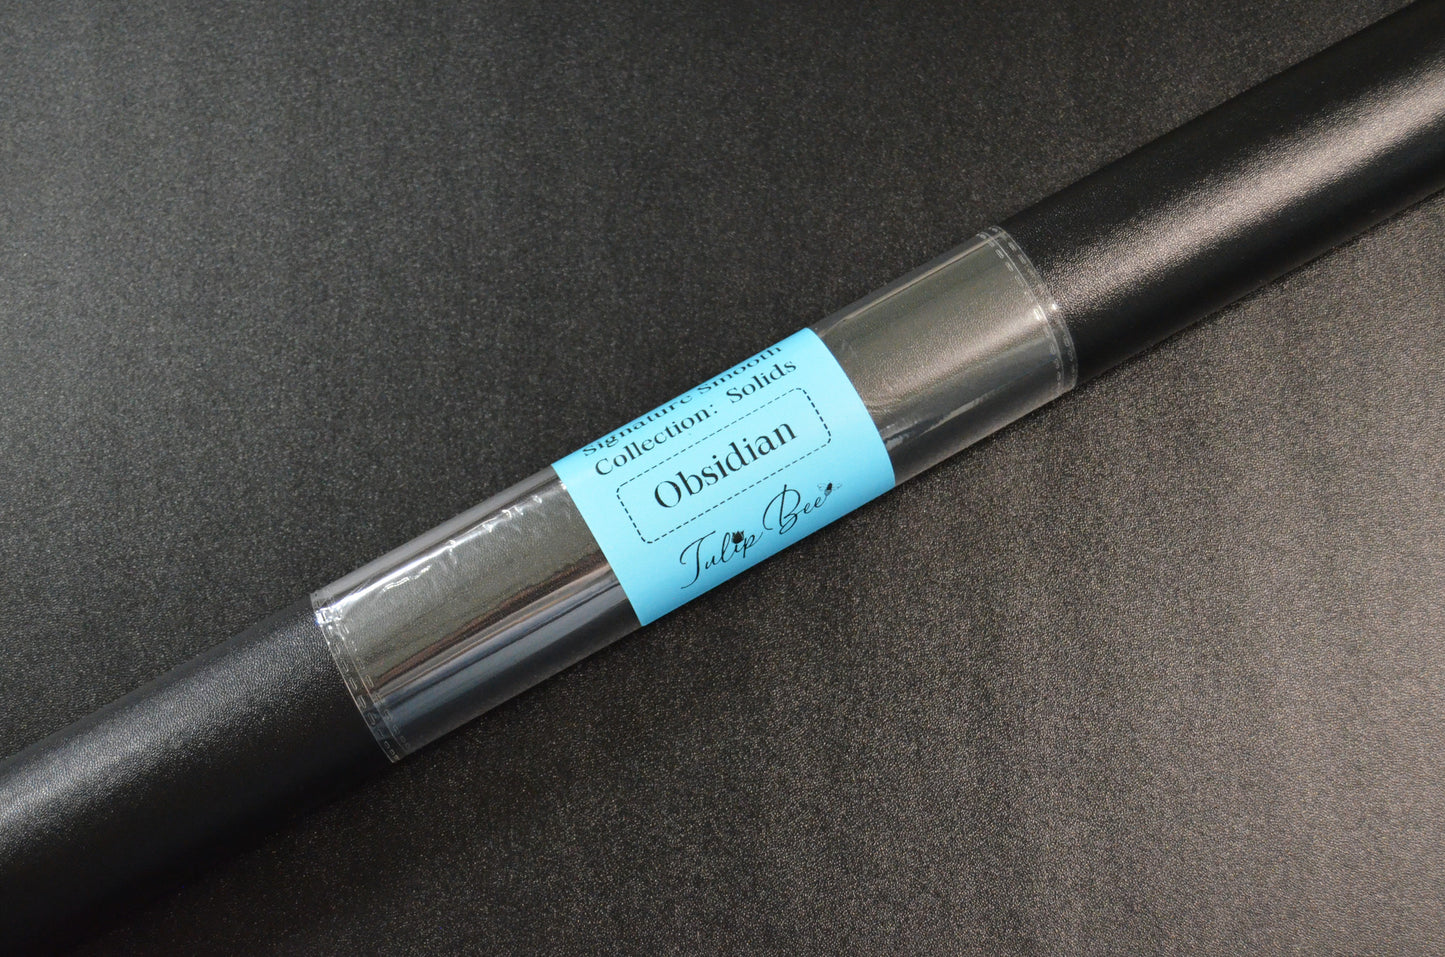 Signature Smooth
Collection: Solids
Obsidian
Tulip Bee